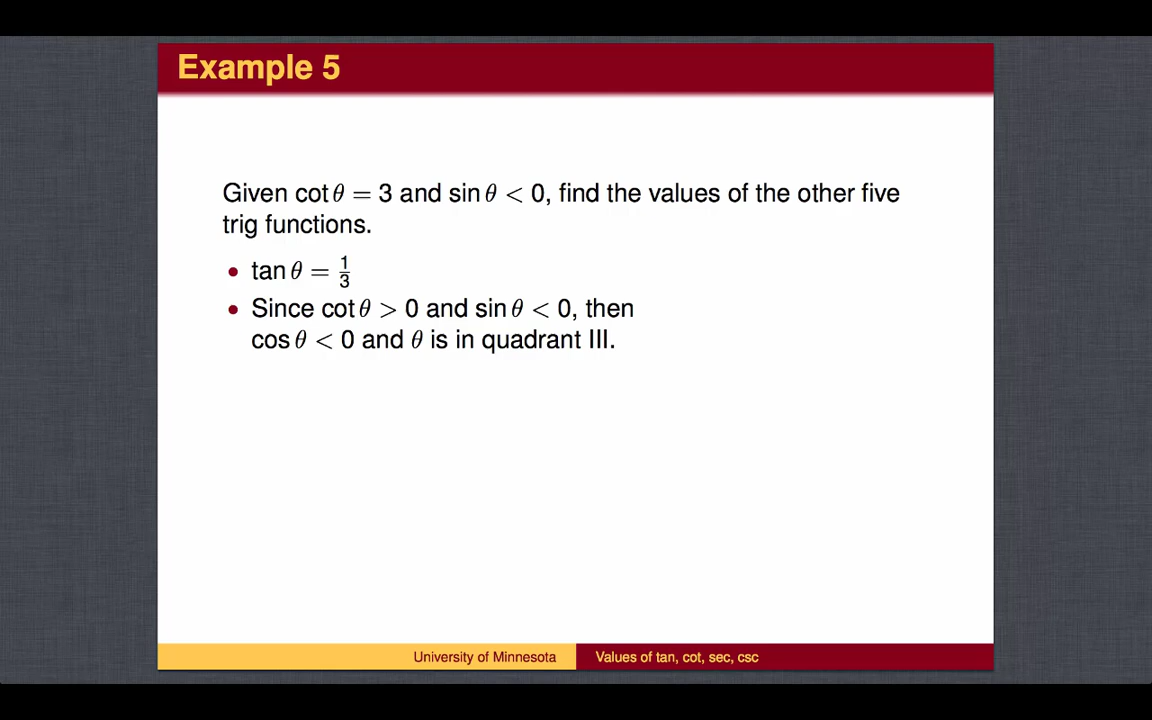 Example 5
Given cot θ = 3 and sin θ < 0, find the values of the other five
trig functions.
• tan θ = 1/3
• Since cot θ > 0 and sin θ < 0, then
cos θ < 0 and θ is in quadrant III.
University of Minnesota Values of tan, cot, sec, csc